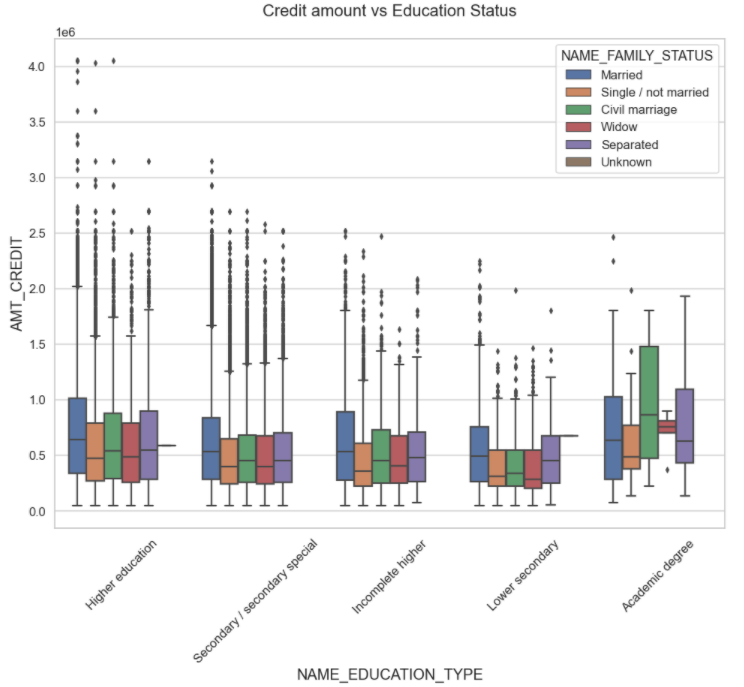 Credit amount vs Education Status
1e6
NAME_FAMILY_STATUS
Married
Single / not married
Civil marriage
Widow
Separated
Unknown
4.0
3.5
3.0
2.5
2.0
1.5
1.0
0.5
0.0
AMT_CREDIT
Higher education
Secondary / secondary special
Incomplete higher
Lower secondary
Academic degree
NAME_EDUCATION_TYPE